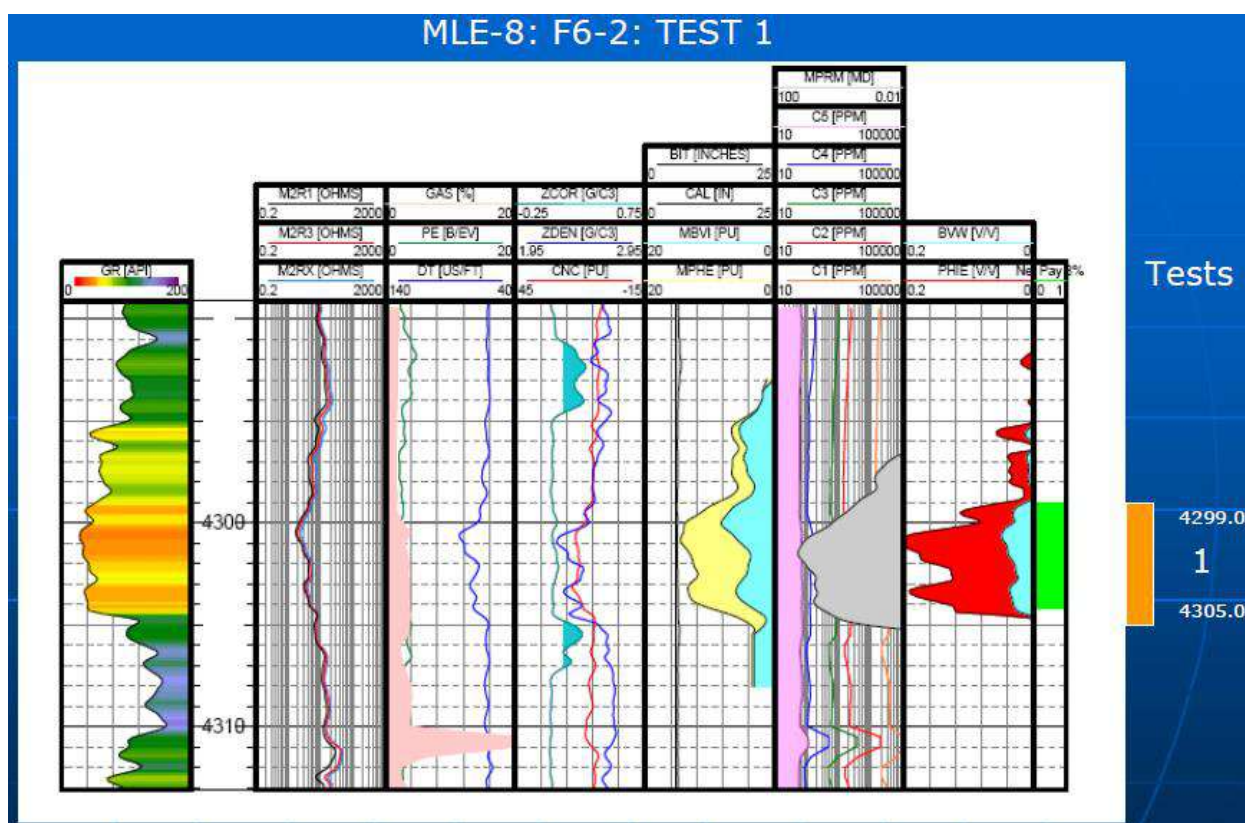 MLE-8: F6-2: TEST 1
MPRM [MD]
100 0.01
C5 [PPM]
10 100000
BIT [INCHES] C4 [PPM]
0 25 10 100000
M2R1 [OHMS] GAS [%] ZCOR [G/C3] CAL [IN] C3 [PPM]
0.2 2000 0 20 -0.25 0.75 0 25 10 100000
M2R3 [OHMS] PE [B/EV] ZDEN [G/C3] MBVI [PU] C2 [PPM] BVW [V/V]
0.2 2000 0 20 1.95 2.95 20 0 10 100000 0.2 0
GR [API] M2RX [OHMS] DT [US/FT] CNC [PU] MPHE [PU] C1 [PPM] PHIE [V/V] Pay
0 200 0.2 2000 140 40 45 -15 20 0 10 100000 0.2 0 0 1
Tests
4300
4299.0
1
4305.0
4310